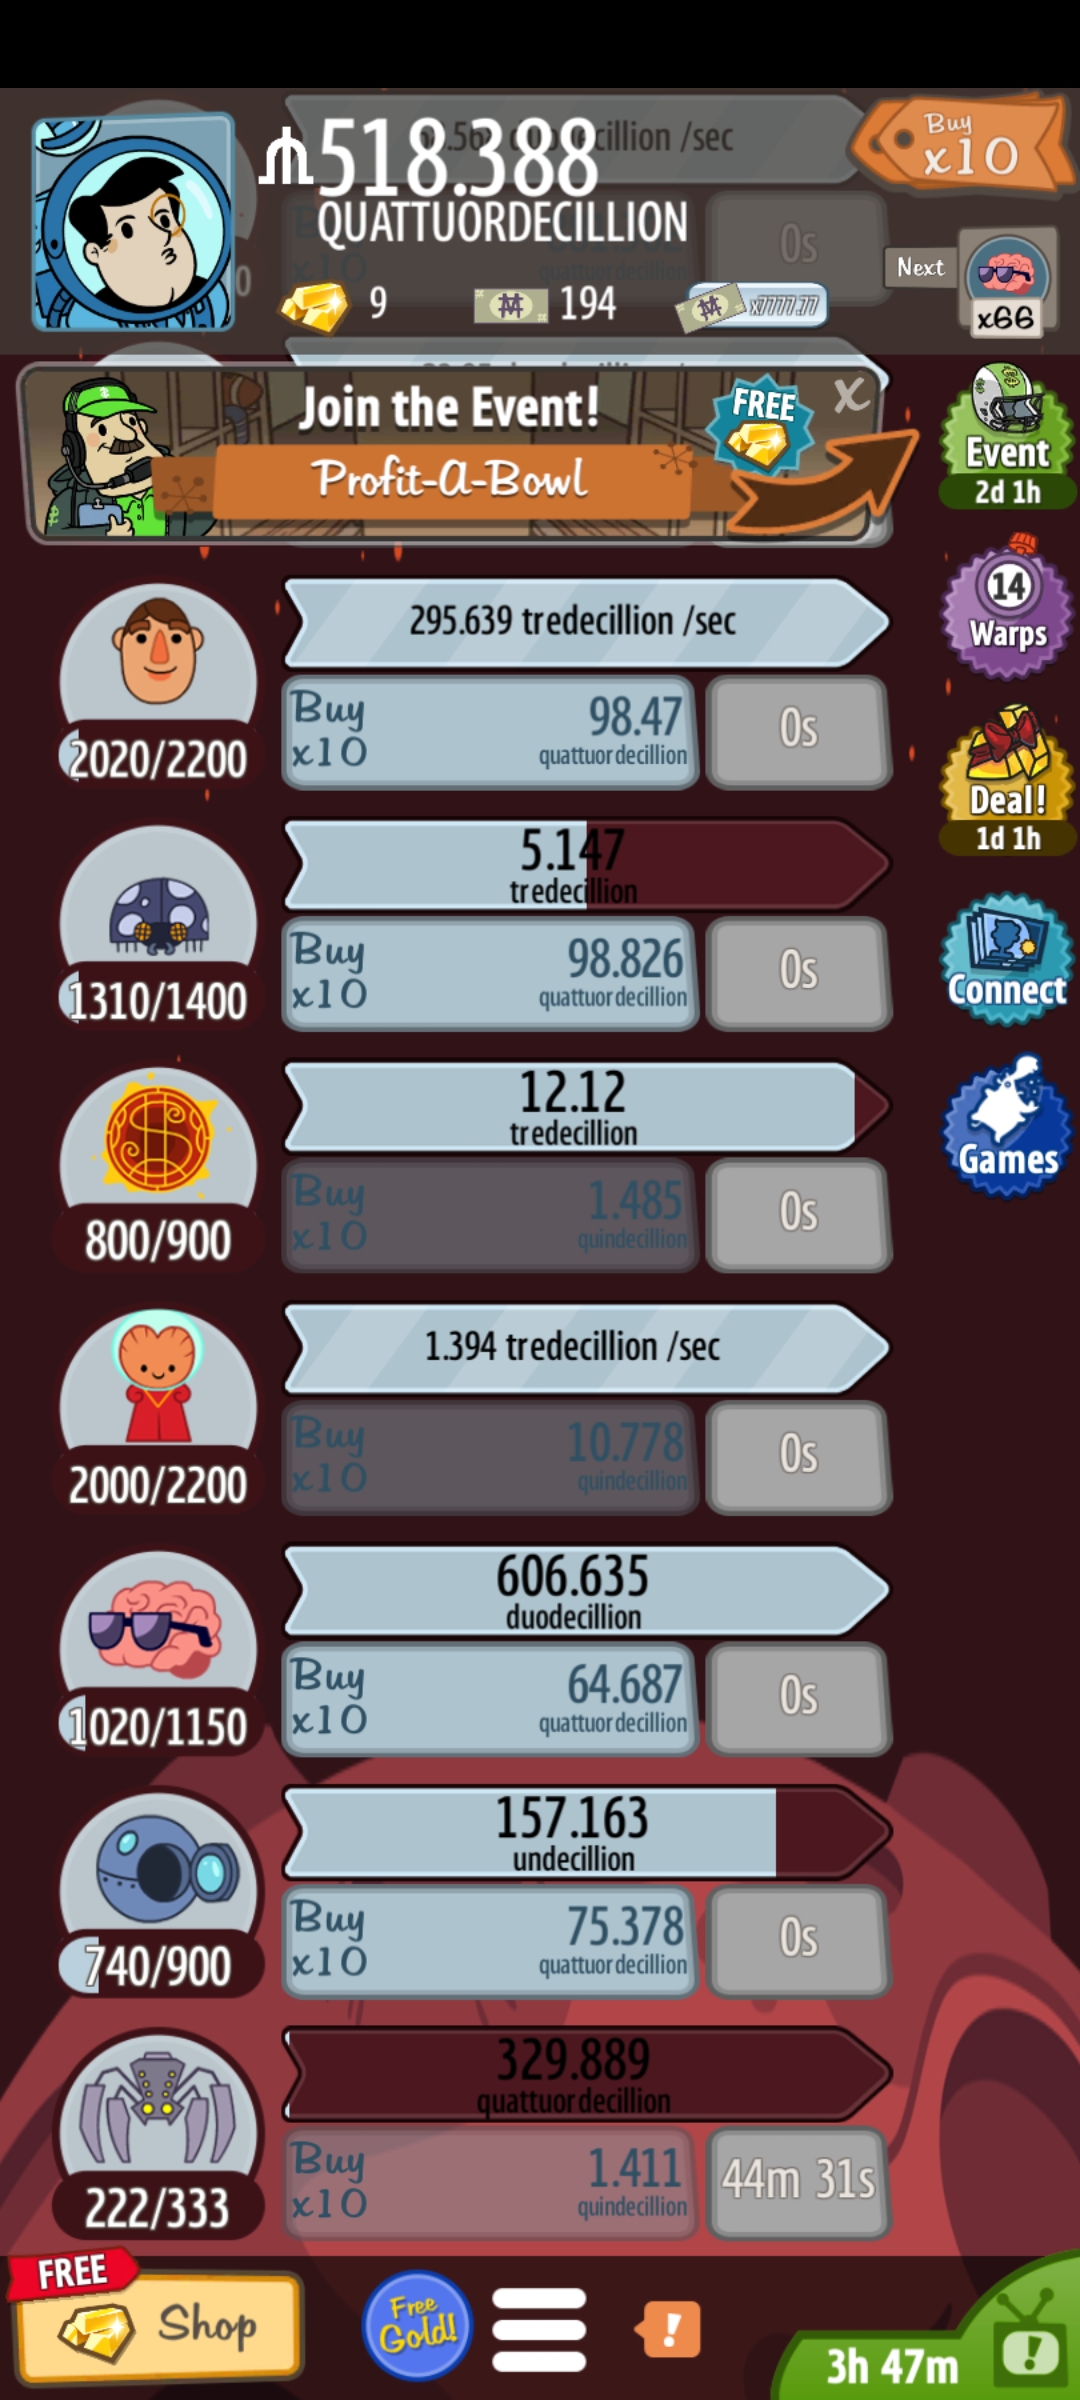 518.388
QUATTUORDECILLION
Buy
x10
9
194
x7777.77
Next
x66
Join the Event!
Profit-A-Bowl
FREE
X
Event
2d 1h
295.639 tredecillion /sec
Buy
x10
98.47
quattuordecillion
0s
2020/2200
14
Warps
5.147
tredecillion
Buy
x10
98.826
quattuordecillion
0s
1310/1400
Deal!
1d 1h
Connect
12.12
tredecillion
Buy
x10
1.485
quindecillion
0s
800/900
Games
1.394 tredecillion /sec
Buy
x10
10.778
quindecillion
0s
2000/2200
606.635
duodecillion
Buy
x10
64.687
quattuordecillion
0s
1020/1150
157.163
undecillion
Buy
x10
75.378
quattuordecillion
0s
740/900
329.889
quattuordecillion
Buy
x10
1.411
quindecillion
44m 31s
222/333
FREE
Shop
Free
Gold!
!
3h 47m
!